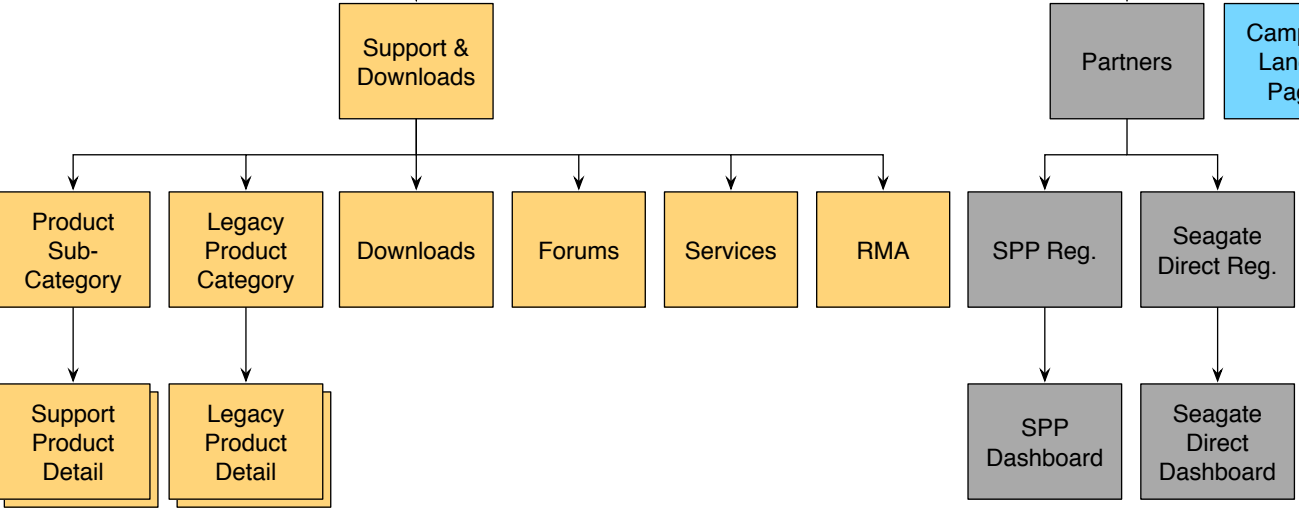 Support &
Downloads
Partners
Product
Sub-
Category
Legacy
Product
Category
Downloads
Forums
Services
RMA
SPP Reg.
Seagate
Direct Reg.
Support
Product
Detail
Legacy
Product
Detail
SPP
Dashboard
Seagate
Direct
Dashboard